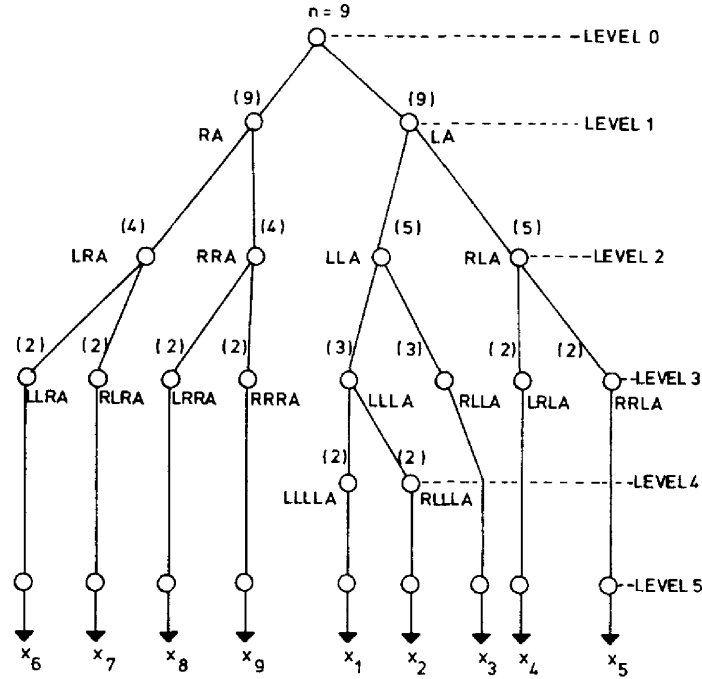 n = 9
LEVEL 0
(9) (9)
RA LA LEVEL 1
(4) (4) (5) (5)
LRA RRA LLA RLA LEVEL 2
(2) (2) (2) (2) (3) (3) (2) (2)
LEVEL 3
LLRA RLRA LRRA RRRA LLLA RLLA LRLA RRLA
(2) (2)
LEVEL 4
LLLLA RLLLA
LEVEL 5
x6 x7 x8 x9 x1 x2 x3 x4 x5